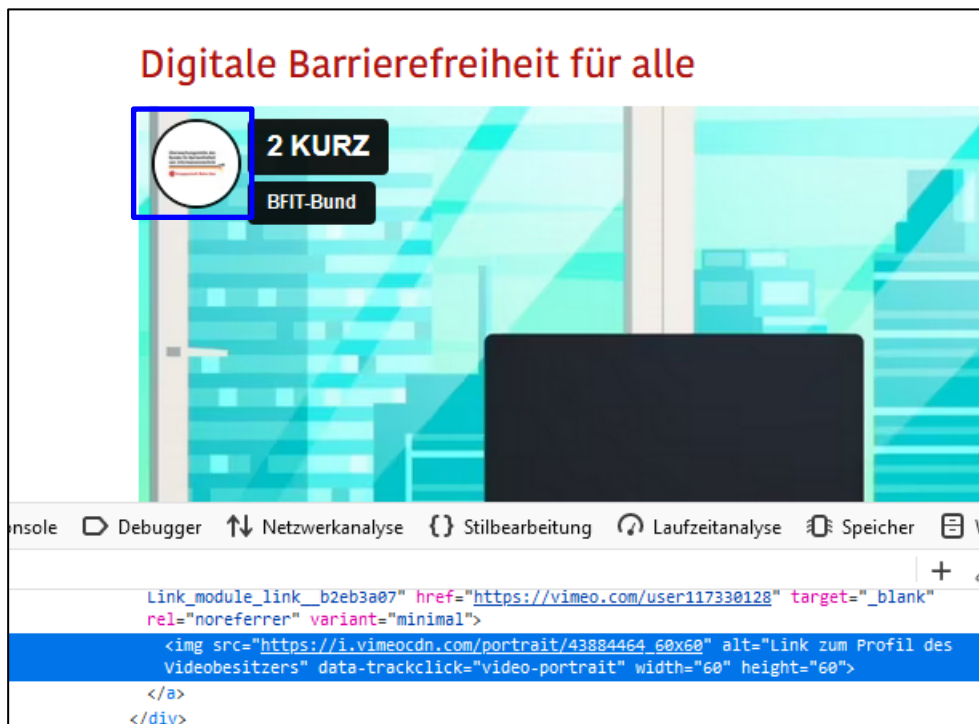 Digitale Barrierefreiheit für alle
2 KURZ
BFIT-Bund
onsole Debugger Netzwerkanalyse Stilbearbeitung Laufzeitanalyse Speicher
Link_module_link__b2eb3a07" href="https://vimeo.com/user117330128" target="_blank"
rel="noreferrer" variant="minimal">
<img src="https://i.vimeocdn.com/portrait/43884464_60x60" alt="Link zum Profil des
Videobesitzers" data-trackclick="video-portrait" width="60" height="60">
</a>
</div>